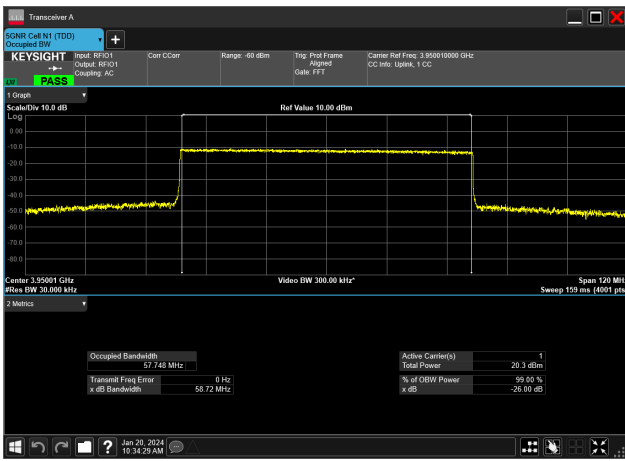 Transceiver A
5GNR Cell N1 (TDD)
Occupied BW
KEYSIGHT
PASS
Input: RFIO1
Output: RFIO1
Coupling: AC
Corr CCorr
Range: -60 dBm
Trig: Prot Frame
Aligned
Gate: FFT
Carrier Ref Freq: 3.950010000 GHz
CC Info: Uplink, 1 CC
1 Graph
Scale/Div 10.0 dB
Ref Value 10.00 dBm
Log
0.00
-10.0
-20.0
-30.0
-40.0
-50.0
-60.0
-70.0
-80.0
Center 3.95001 GHz
Video BW 300.00 kHz*
Span 120 MHz
#Res BW 30.000 kHz
Sweep 159 ms (4001 pts)
2 Metrics
Occupied Bandwidth
57.748 MHz
Transmit Freq Error 0 Hz
x dB Bandwidth 58.72 MHz
Active Carrier(s) 1
Total Power 20.3 dBm
% of OBW Power 99.00 %
x dB -26.00 dB
Jan 20, 2024
10:34:29 AM